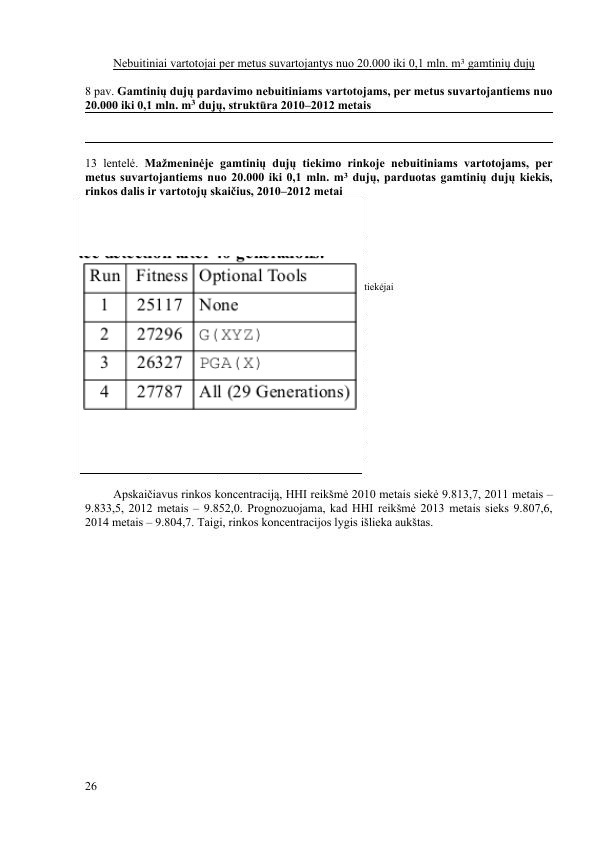 Nebuitiniai vartotojai per metus suvartojantys nuo 20.000 iki 0,1 mln. m³ gamtinių dujų
8 pav. Gamtinių dujų pardavimo nebuitiniams vartotojams, per metus suvartojantiems nuo
20.000 iki 0,1 mln. m³ dujų, struktūra 2010–2012 metais
13 lentelė. Mažmeninėje gamtinių dujų tiekimo rinkoje nebuitiniams vartotojams, per
metus suvartojantiems nuo 20.000 iki 0,1 mln. m³ dujų, parduotas gamtinių dujų kiekis,
rinkos dalis ir vartotojų skaičius, 2010–2012 metai
detection after 40 generations.
Run Fitness Optional Tools
tiekėjai
1 25117 None
2 27296 G(XYZ)
3 26327 PGA(X)
4 27787 All (29 Generations)
Apskaičiavus rinkos koncentraciją, HHI reikšmė 2010 metais siekė 9.813,7, 2011 metais –
9.833,5, 2012 metais – 9.852,0. Prognozuojama, kad HHI reikšmė 2013 metais sieks 9.807,6,
2014 metais – 9.804,7. Taigi, rinkos koncentracijos lygis išlieka aukštas.
26